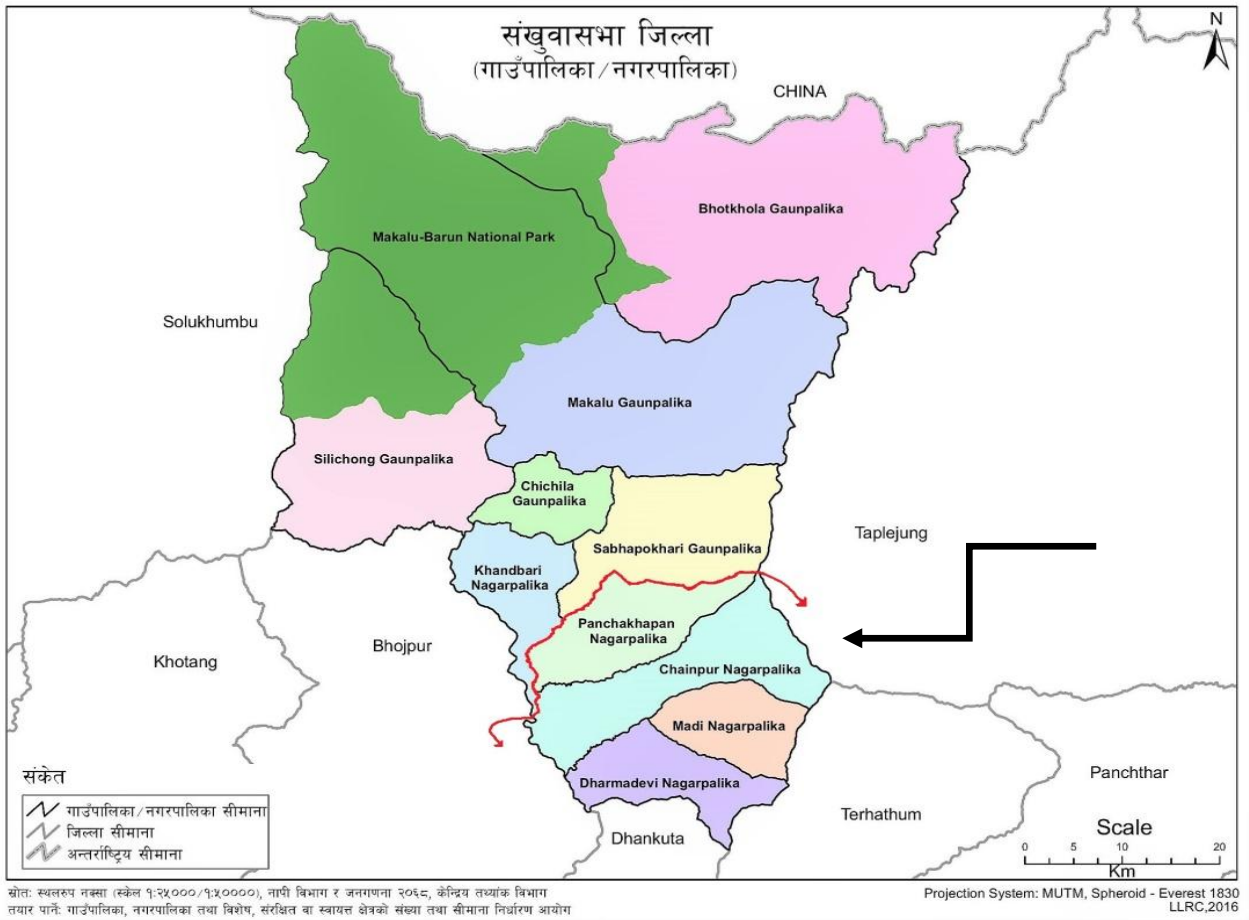 संखुवासभा जिल्ला
(गाउँपालिका/नगरपालिका)
N
CHINA
Bhotkhola Gaunpalika
Makalu-Barun National Park
Solukhumbu
Makalu Gaunpalika
Silichong Gaunpalika
Chichila
Gaunpalika
Taplejung
Sabhapokhari Gaunpalika
Khandbari
Nagarpalika
Panchakhapan
Nagarpalika
Bhojpur
Khotang
Chainpur Nagarpalika
Madi Nagarpalika
Dharmadevi Nagarpalika
Panchthar
Terhathum
Dhankuta
संकेत
गाउँपालिका/नगरपालिका सीमाना
जिल्ला सीमाना
अन्तर्राष्ट्रिय सीमाना
Scale
0 5 10 20
Km
स्रोत: स्थलरुप नक्सा (स्केल १:२५०००/१:५००००), नापी विभाग र जनगणना २०६८, केन्द्रिय तथ्यांक विभाग
तयार पार्ने: गाउँपालिका, नगरपालिका तथा विशेष, संरक्षित वा स्वायत्त क्षेत्रको संख्या तथा सीमाना निर्धारण आयोग
Projection System: MUTM, Spheroid - Everest 1830
LLRC,2016